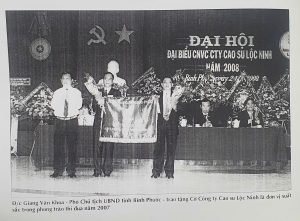 ĐẠI HỘI
ĐẠI BIỂU CNVC CTY CAO SU LỘC NINH
NĂM 2008
Đ/c Giang Văn Khoa - Phó Chủ tịch UBND tỉnh Bình Phước - trao tặng Cờ Công ty Cao su Lộc Ninh là đơn vị xuất
sắc trong phong trào thi đua năm 2007